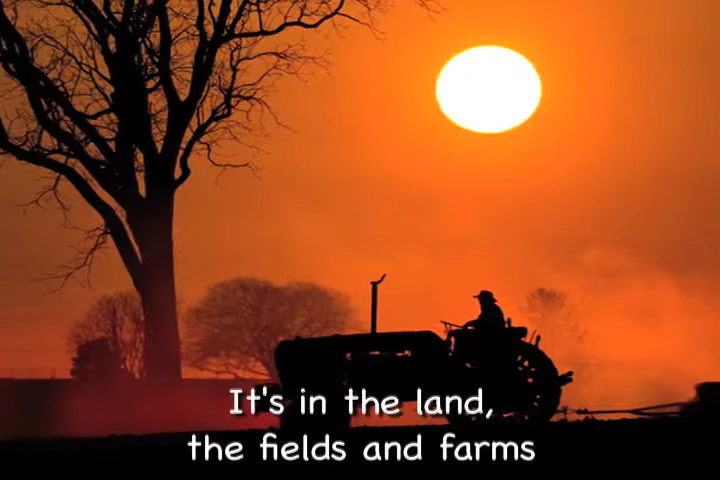 It's in the land,
the fields and farms